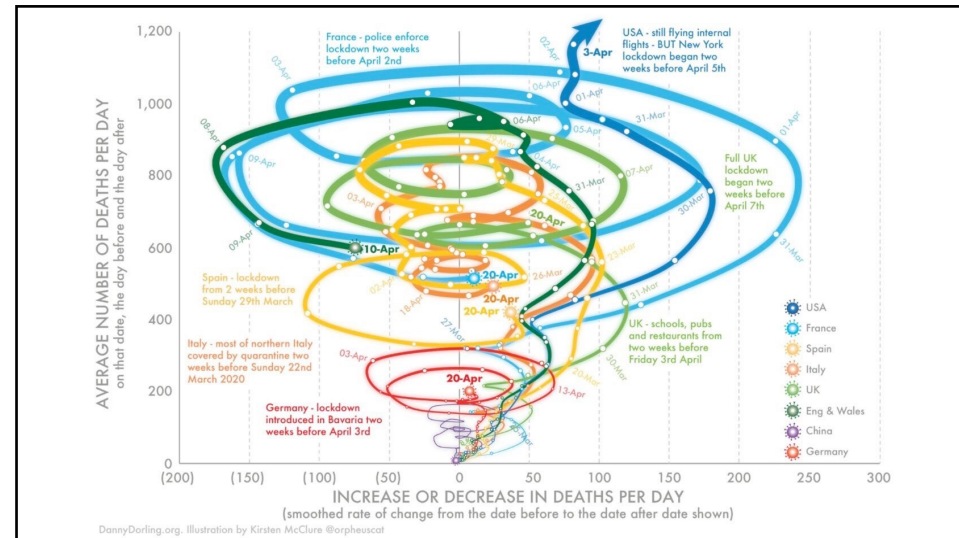 1,200
1,000
800
600
400
200
0
AVERAGE NUMBER OF DEATHS PER DAY
on that date, the day before and the day after
(200)
(150)
(100)
(50)
0
50
100
150
200
250
300
INCREASE OR DECREASE IN DEATHS PER DAY
(smoothed rate of change from the date before to the date after date shown)
France - police enforce
lockdown two weeks
before April 2nd
USA - still flying internal
flights - BUT New York
lockdown began two
weeks before April 5th
3-Apr
02-Apr
03-Apr
06-Apr
01-Apr
31-Mar
01-Apr
05-Apr
06-Apr
08-Apr
09-Apr
04-Apr
07-Apr
31-Mar
30-Mar
Full UK
lockdown
began two
weeks before
April 7th
03-Apr
20-Apr
09-Apr
10-Apr
31-Mar
Spain - lockdown
from 2 weeks before
Sunday 29th March
02-Apr
20-Apr
26-Mar
20-Apr
18-Apr
20-Apr
31-Mar
27-Mar
UK - schools, pubs
and restaurants from
two weeks before
Friday 3rd April
30-Mar
Italy - most of northern Italy
covered by quarantine two
weeks before Sunday 22nd
March 2020
03-Apr
20-Apr
20-Mar
13-Apr
Germany - lockdown
introduced in Bavaria two
weeks before April 3rd
USA
France
Spain
Italy
UK
Eng & Wales
China
Germany
DannyDorling.org. Illustration by Kirsten McClure @orpheuscat